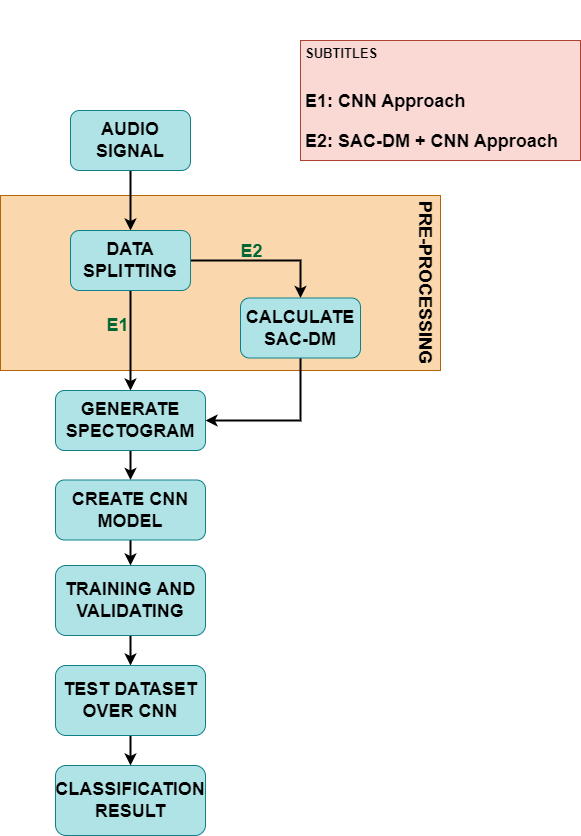 SUBTITLES
E1: CNN Approach
E2: SAC-DM + CNN Approach
AUDIO
SIGNAL
PRE-PROCESSING
DATA
SPLITTING
E2
E1
CALCULATE
SAC-DM
GENERATE
SPECTOGRAM
CREATE CNN
MODEL
TRAINING AND
VALIDATING
TEST DATASET
OVER CNN
CLASSIFICATION
RESULT